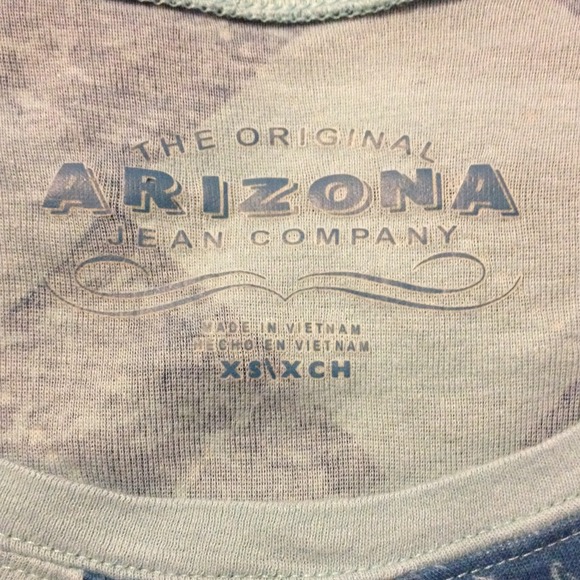 THE ORIGINAL
ARIZONA
JEAN COMPANY
MADE IN VIETNAM
HECHO EN VIETNAM
XS\XCH